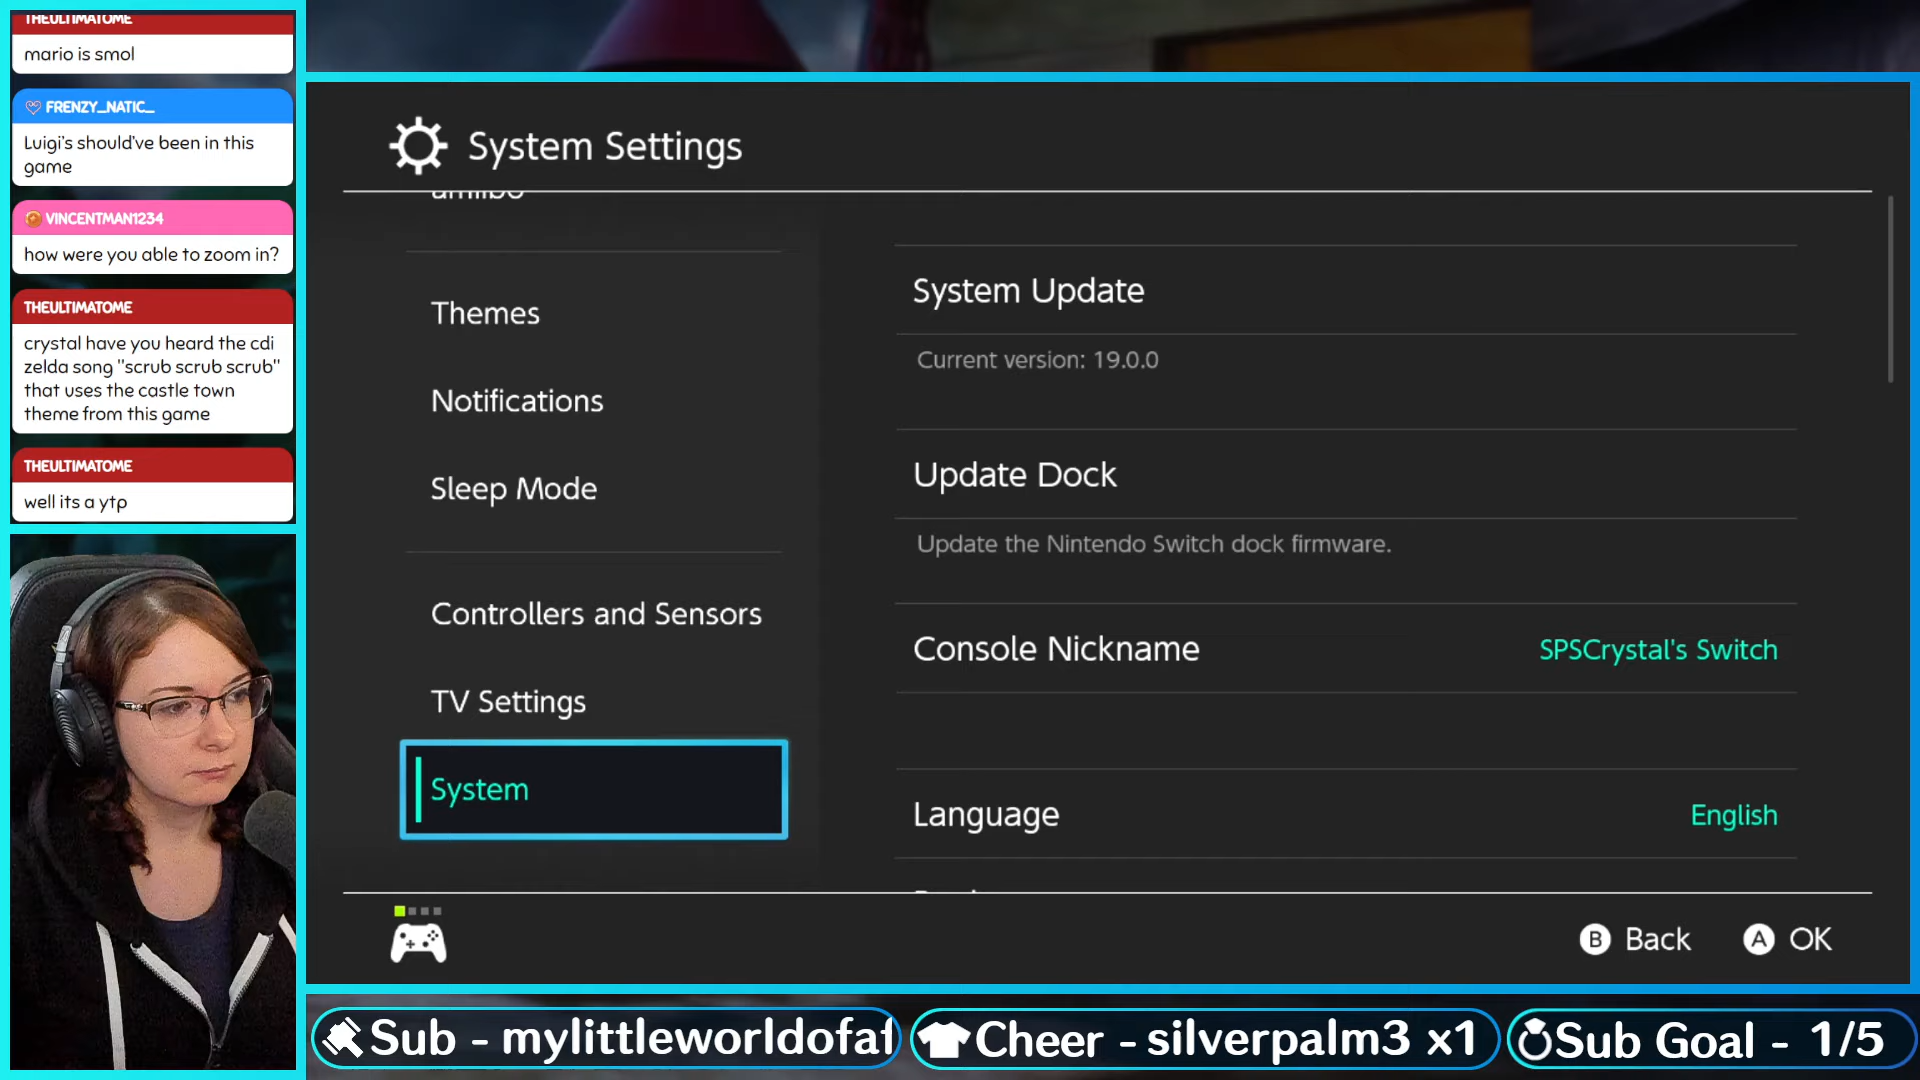 THEULTIMATOME
mario is smol
FRENZY_NATIC_
Luigi's should've been in this
game
VINCENTMAN1234
how were you able to zoom in?
THEULTIMATOME
crystal have you heard the cdi
zelda song "scrub scrub scrub"
that uses the castle town
theme from this game
THEULTIMATOME
well its a ytp
System Settings
amiibo
Themes
Notifications
Sleep Mode
Controllers and Sensors
TV Settings
System
System Update
Current version: 19.0.0
Update Dock
Update the Nintendo Switch dock firmware.
Console Nickname SPSCrystal's Switch
Language English
B Back A OK
Sub - mylittleworldofaf
Cheer - silverpalm3 x1
Sub Goal - 1/5